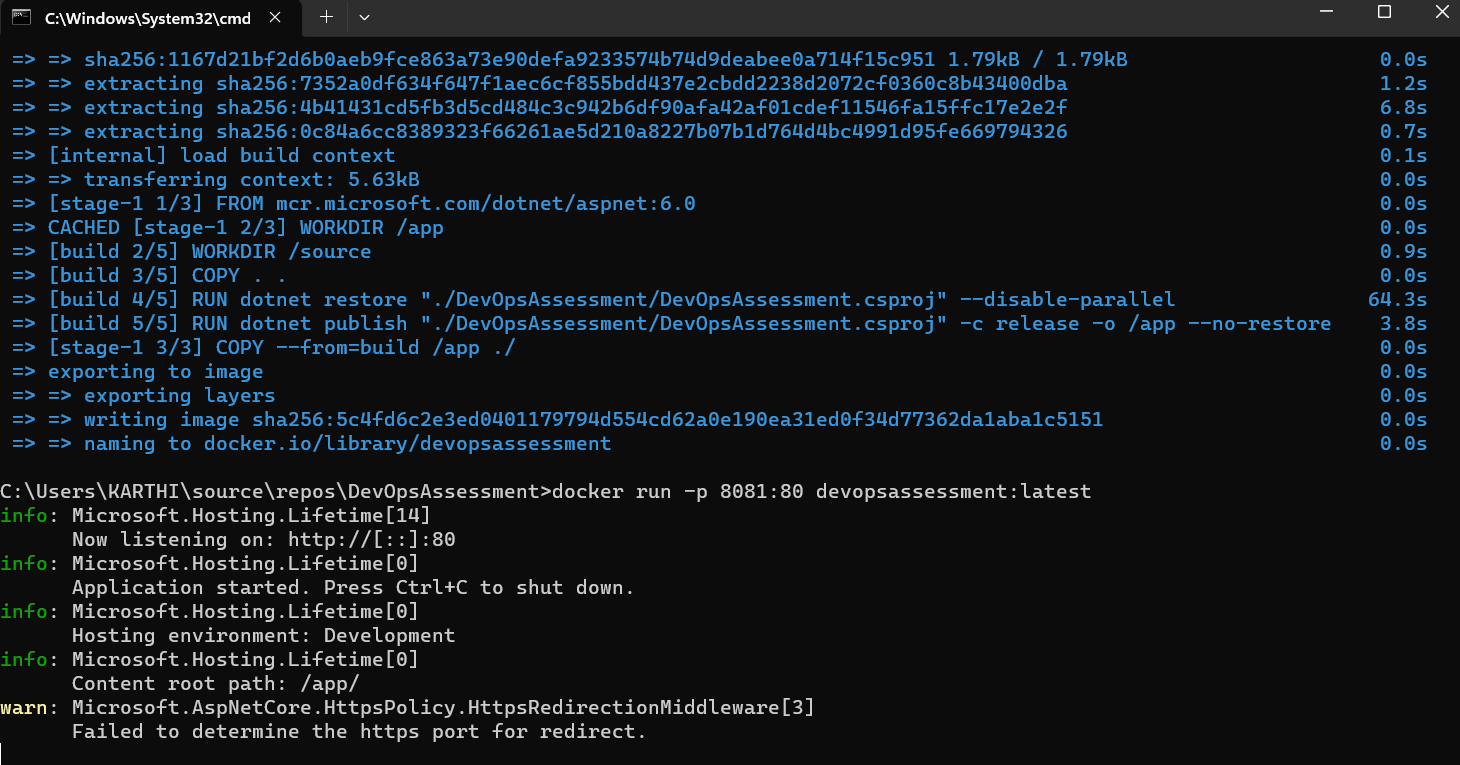 C:\Windows\System32\cmd
=> => sha256:1167d21bf2d6b0aeb9fce863a73e90defa9233574b74d9deabee0a714f15c951 1.79kB / 1.79kB 0.0s
=> => extracting sha256:7352a0df634f647f1aec6cf855bdd437e2cbdd2238d2072cf0360c8b43400dba 1.2s
=> => extracting sha256:4b41431cd5fb3d5cd484c3c942b6df90afa42af01cdef11546fa15ffc17e2e2f 6.8s
=> => extracting sha256:0c84a6cc8389323f66261ae5d210a8227b07b1d764d4bc4991d95fe669794326 0.7s
=> [internal] load build context 0.1s
=> => transferring context: 5.63kB 0.0s
=> [stage-1 1/3] FROM mcr.microsoft.com/dotnet/aspnet:6.0 0.0s
=> CACHED [stage-1 2/3] WORKDIR /app 0.0s
=> [build 2/5] WORKDIR /source 0.9s
=> [build 3/5] COPY . . 0.0s
=> [build 4/5] RUN dotnet restore "./DevOpsAssessment/DevOpsAssessment.csproj" --disable-parallel 64.3s
=> [build 5/5] RUN dotnet publish "./DevOpsAssessment/DevOpsAssessment.csproj" -c release -o /app --no-restore 3.8s
=> [stage-1 3/3] COPY --from=build /app ./ 0.0s
=> exporting to image 0.0s
=> => exporting layers 0.0s
=> => writing image sha256:5c4fd6c2e3ed0401179794d554cd62a0e190ea31ed0f34d77362da1aba1c5151 0.0s
=> => naming to docker.io/library/devopsassessment 0.0s
C:\Users\KARTHI\source\repos\DevOpsAssessment>docker run -p 8081:80 devopsassessment:latest
info: Microsoft.Hosting.Lifetime[14]
Now listening on: http://[::]:80
info: Microsoft.Hosting.Lifetime[0]
Application started. Press Ctrl+C to shut down.
info: Microsoft.Hosting.Lifetime[0]
Hosting environment: Development
info: Microsoft.Hosting.Lifetime[0]
Content root path: /app/
warn: Microsoft.AspNetCore.HttpsPolicy.HttpsRedirectionMiddleware[3]
Failed to determine the https port for redirect.